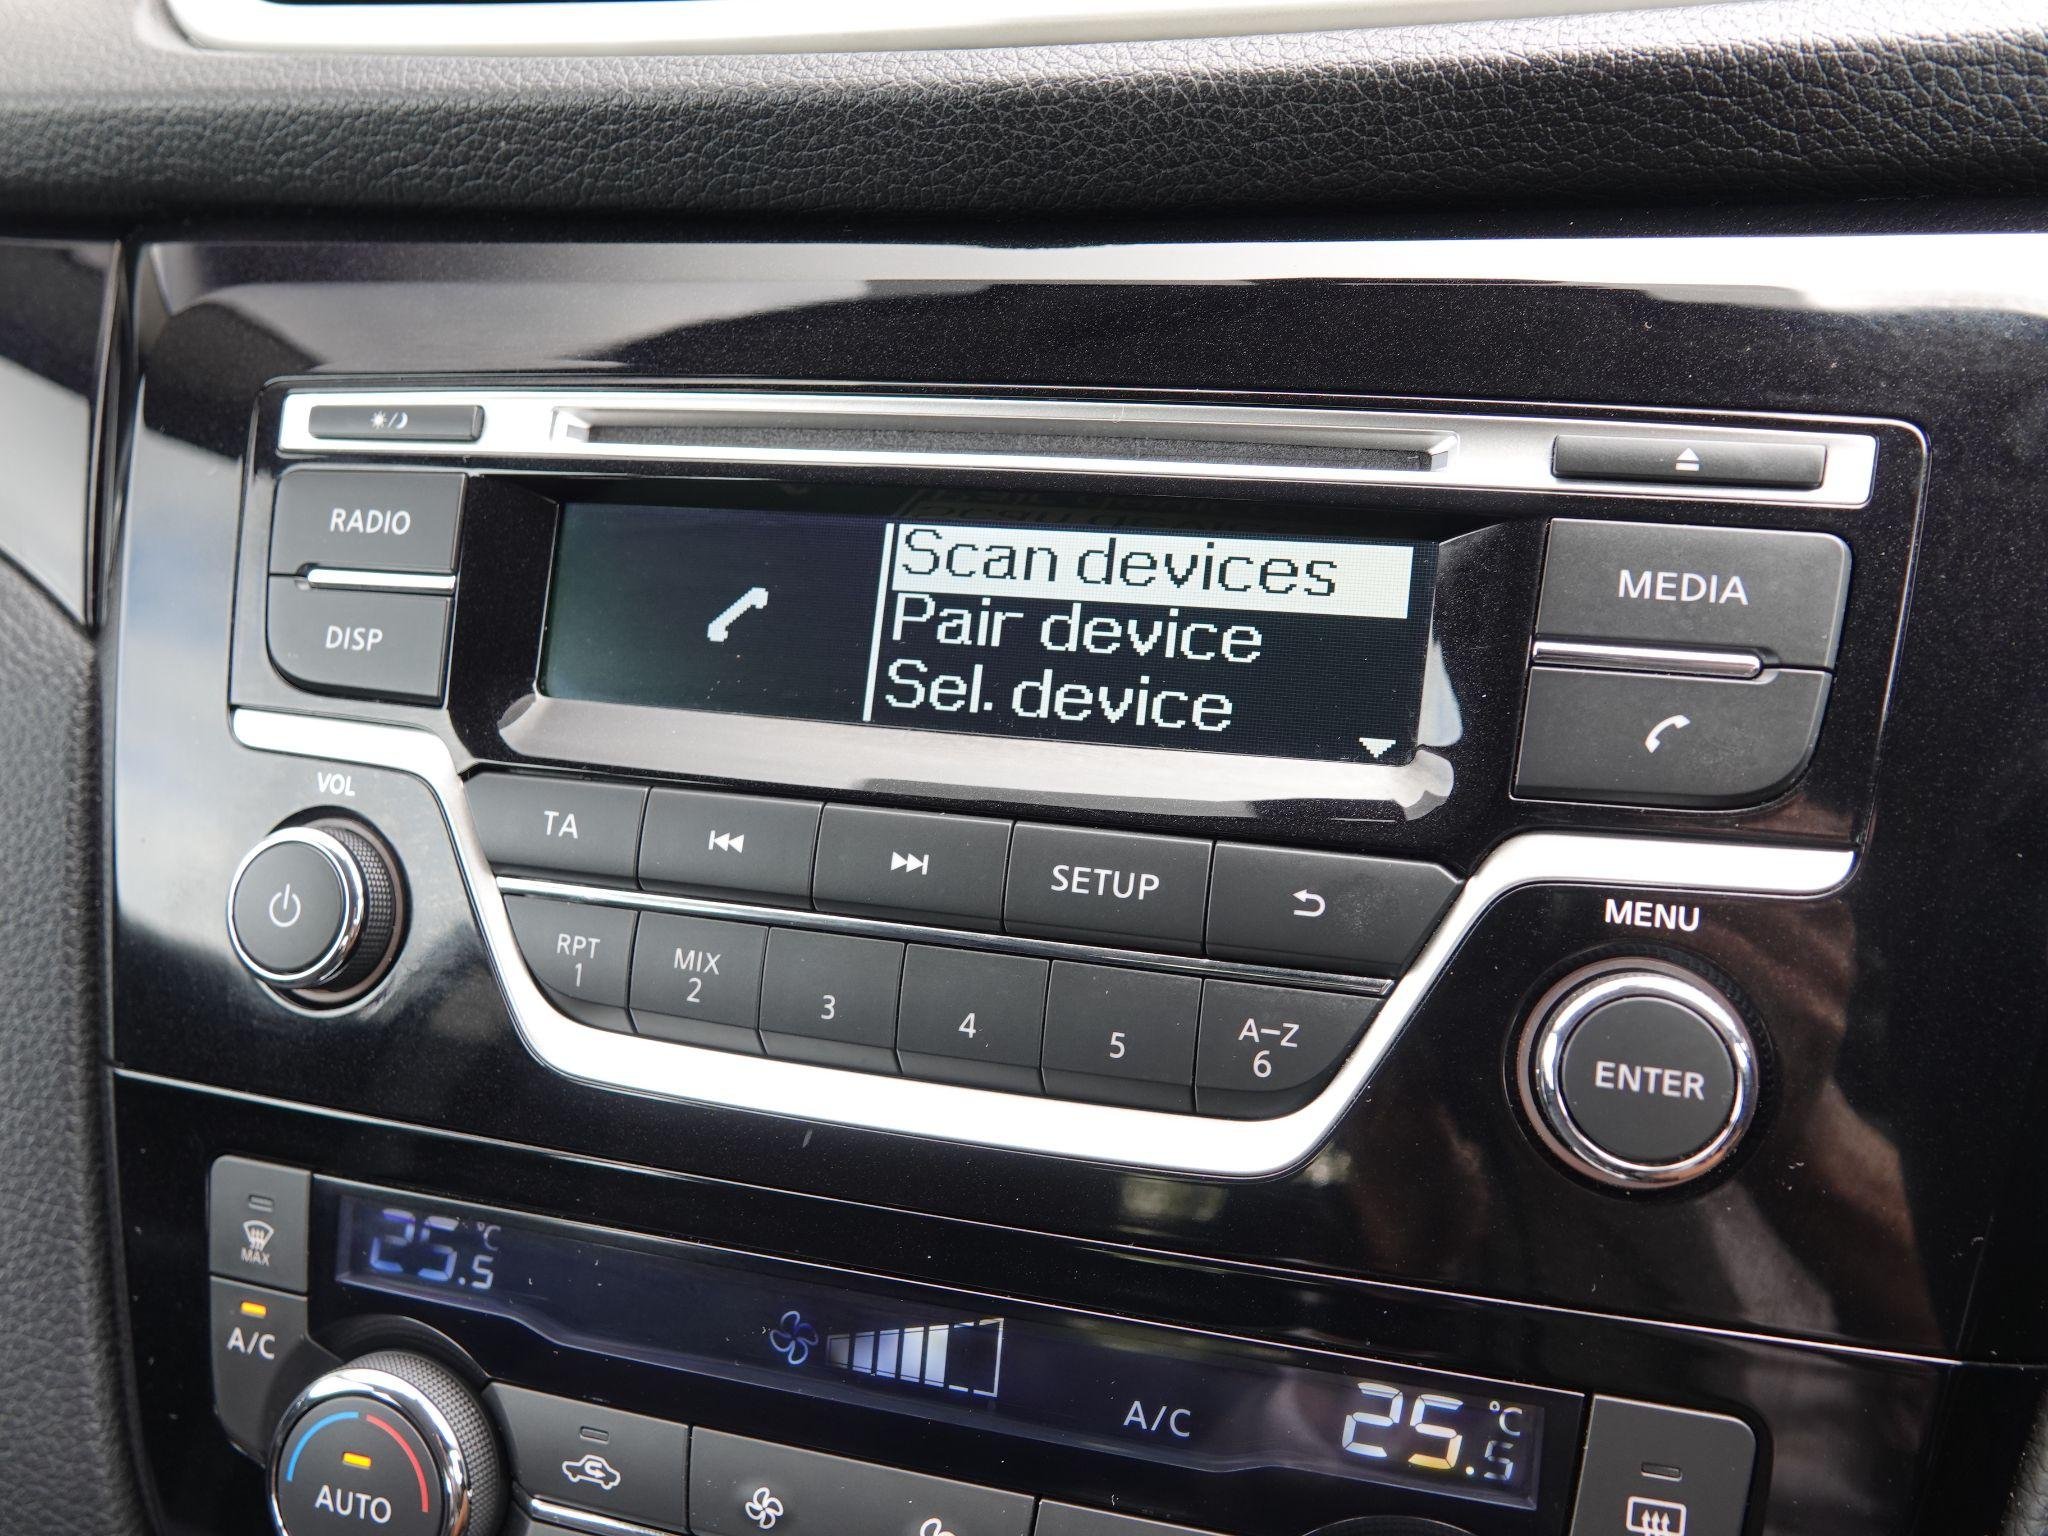 RADIO
DISP
Scan devices
Pair device
Sel. device
MEDIA
VOL
TA
SETUP
MENU
RPT
1
MIX
2
3
4
5
A–Z
6
ENTER
MAX
A/C
25.5 °C
A/C
25.5 °C
AUTO